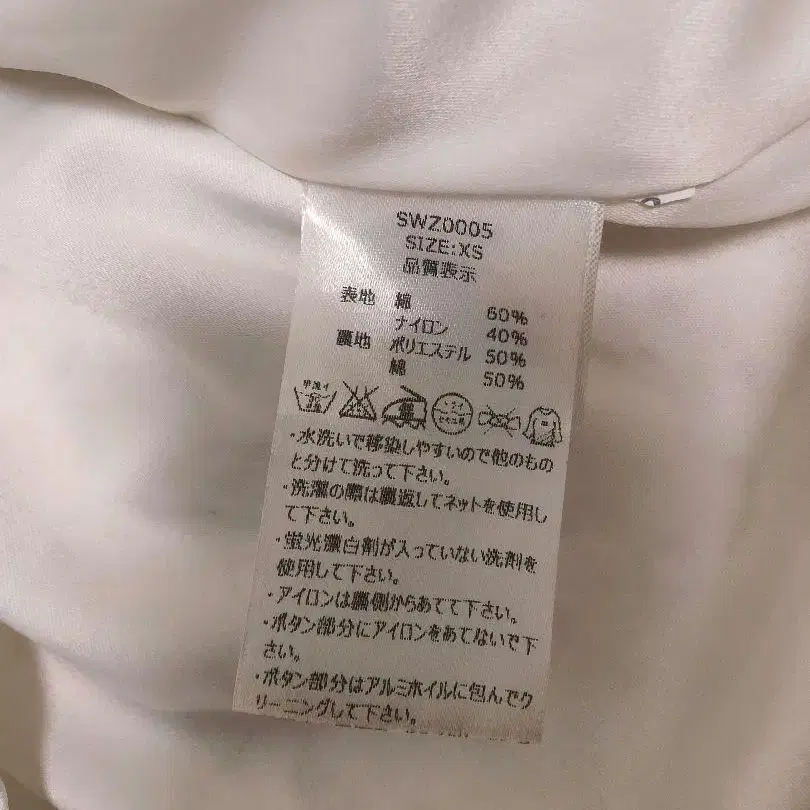 SWZ0005
SIZE:XS
品質表示
表地 綿 60%
ナイロン 40%
裏地 ポリエステル 50%
綿 50%
手洗イ
・水洗いで移染しやすいので他のもの
と分けて洗って下さい。
・洗濯の際は裏返してネットを使用し
て下さい。
・蛍光漂白剤が入っていない洗剤を
使用して下さい。
・アイロンは裏側からあてて下さい。
・ボタン部分にアイロンをあてないで下
さい。
・ボタン部分はアルミホイルに包んでク
リーニングして下さい。